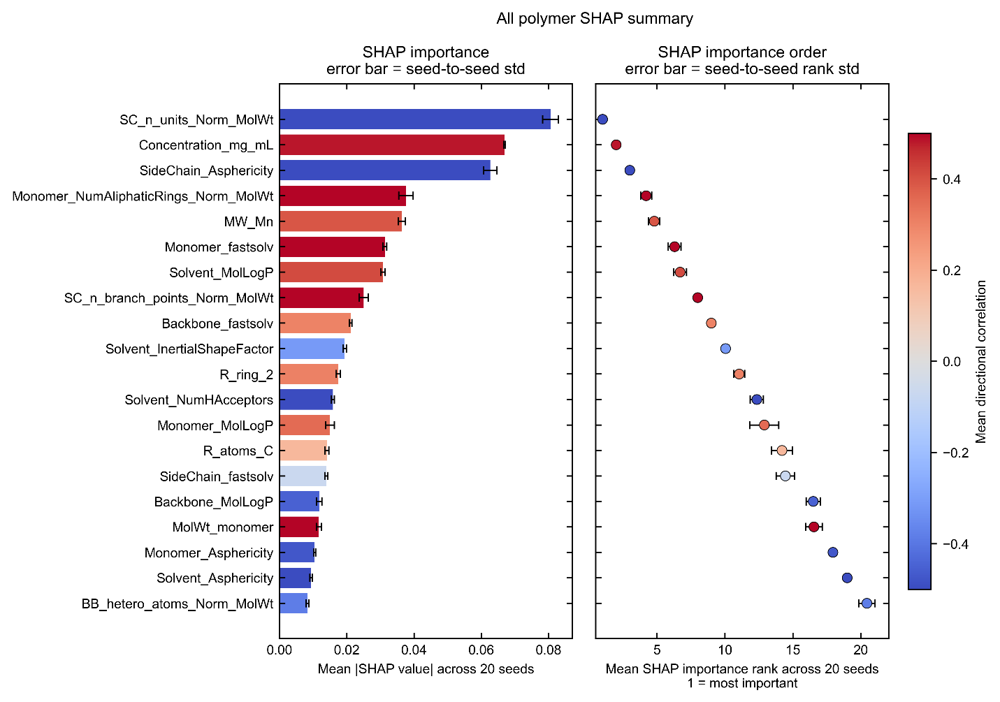 All polymer SHAP summary
SHAP importance
error bar = seed-to-seed std
SHAP importance order
error bar = seed-to-seed rank std
SC_n_units_Norm_MolWt
Concentration_mg_mL
SideChain_Asphericity
Monomer_NumAliphaticRings_Norm_MolWt
MW_Mn
Monomer_fastsolv
Solvent_MolLogP
SC_n_branch_points_Norm_MolWt
Backbone_fastsolv
Solvent_InertialShapeFactor
R_ring_2
Solvent_NumHAcceptors
Monomer_MolLogP
R_atoms_C
SideChain_fastsolv
Backbone_MolLogP
MolWt_monomer
Monomer_Asphericity
Solvent_Asphericity
BB_hetero_atoms_Norm_MolWt
0.00 0.02 0.04 0.06 0.08
Mean |SHAP value| across 20 seeds
5 10 15 20
Mean SHAP importance rank across 20 seeds
1 = most important
0.4
0.2
0.0
−0.2
−0.4
Mean directional correlation